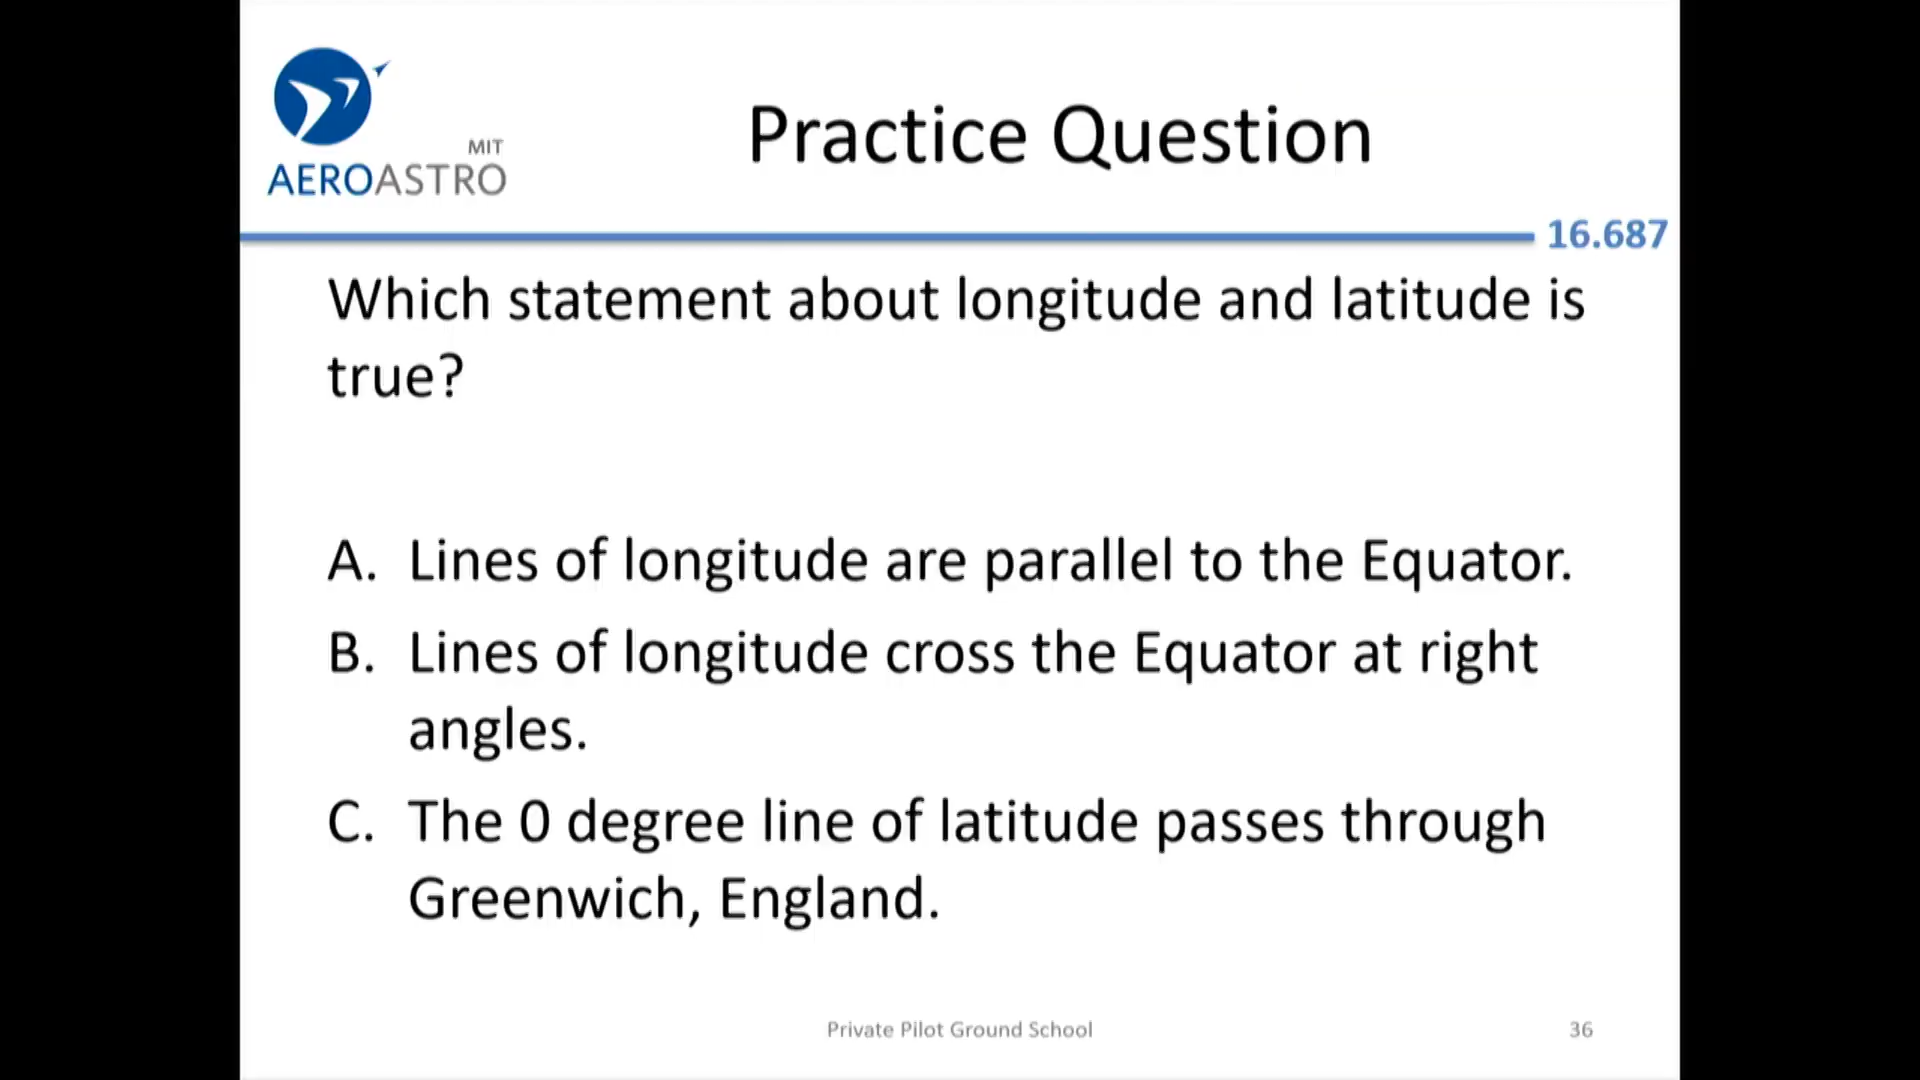 MIT
AEROASTRO
Practice Question
16.687
Which statement about longitude and latitude is
true?
A. Lines of longitude are parallel to the Equator.
B. Lines of longitude cross the Equator at right
angles.
C. The 0 degree line of latitude passes through
Greenwich, England.
Private Pilot Ground School
36